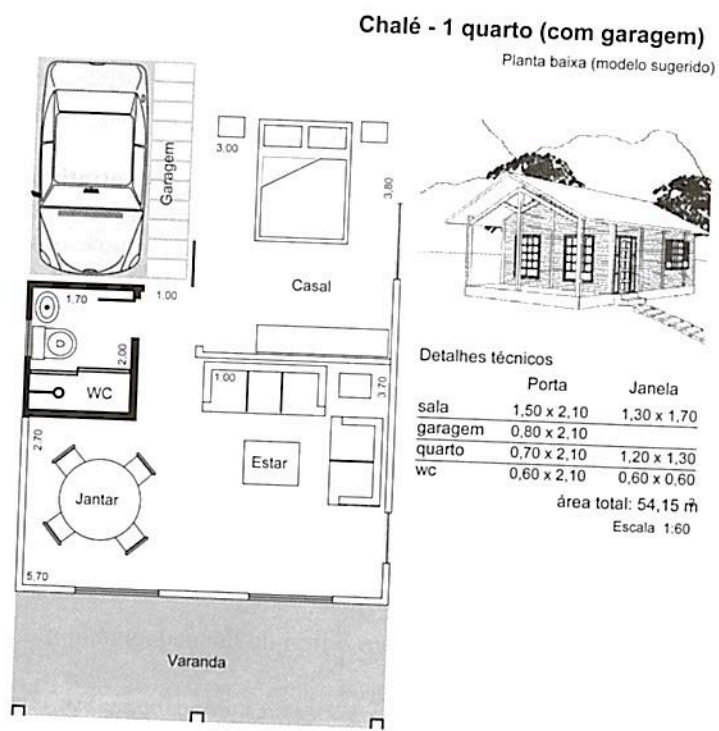 Chalé - 1 quarto (com garagem)
Planta baixa (modelo sugerido)
Garagem
3,00
3,80
Casal
1,70
1,00
2,00
WC
D
1,00
3,70
2,70
Estar
Jantar
5,70
Varanda
Detalhes técnicos
Porta Janela
sala 1,50 x 2,10 1,30 x 1,70
garagem 0,80 x 2,10
quarto 0,70 x 2,10 1,20 x 1,30
wc 0,60 x 2,10 0,60 x 0,60
área total: 54,15 m²
Escala 1:60